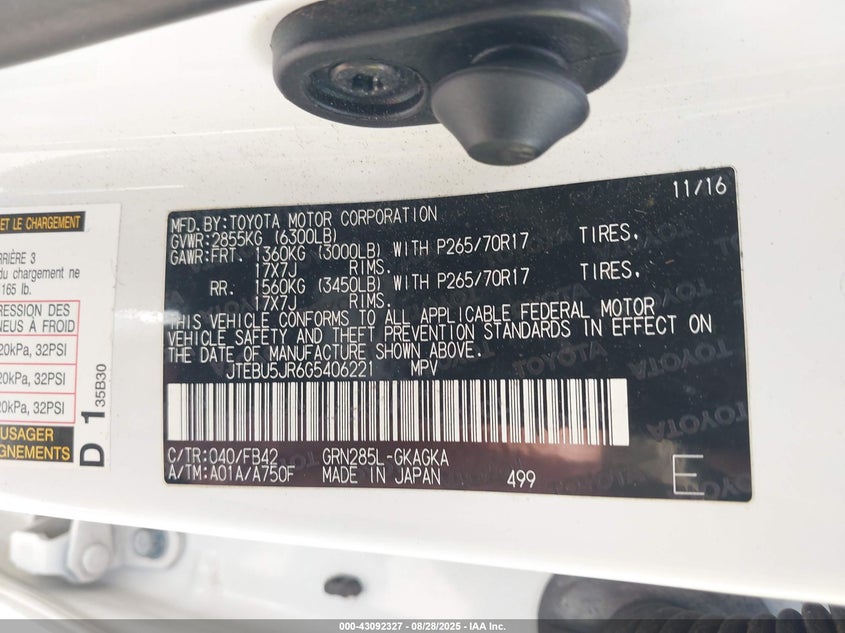 11/16
MFD.BY:TOYOTA MOTOR CORPORATION
GVWR:2855KG (6300LB)
GAWR:FRT. 1360KG (3000LB) WITH P265/70R17 TIRES,
17X7J RIMS.
RR. 1560KG (3450LB) WITH P265/70R17 TIRES,
17X7J RIMS.
THIS VEHICLE CONFORMS TO ALL APPLICABLE FEDERAL MOTOR
VEHICLE SAFETY AND THEFT PREVENTION STANDARDS IN EFFECT ON
THE DATE OF MANUFACTURE SHOWN ABOVE.
JTEBU5JR6G5406221 MPV
C/TR:040/FB42 GRN285L-GKAGKA
A/TM:A01A/A750F MADE IN JAPAN 499 E
ET LE CHARGEMENT
RIÈRE 3
du chargement ne
165 lb.
RESSION DES
NEUS À FROID
20kPa, 32PSI
20kPa, 32PSI
20kPa, 32PSI
USAGER
GNEMENTS
D 1 35B30
TOYOTA
000-43092327 - 08/28/2025 - IAA Inc.